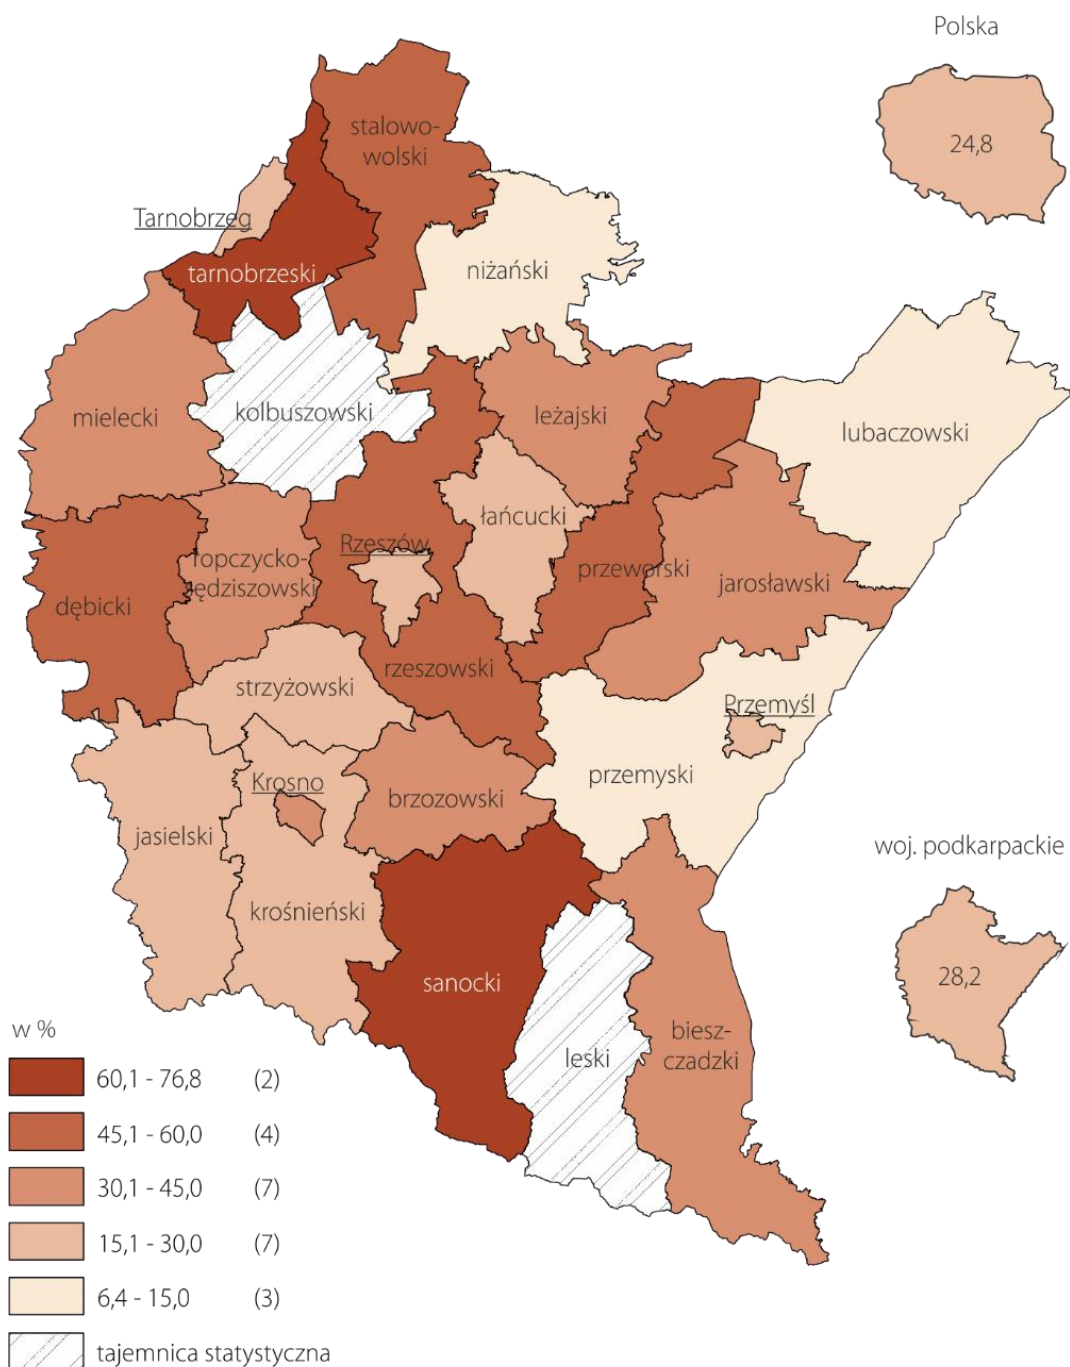 Polska
24,8
stalowo-
wolski
Tarnobrzeg
tarnobrzeski
niżański
mielecki
kolbuszowski
leżajski
lubaczowski
łańcucki
Rzeszów
ropczycko-
sędziszowski
przeworski
jarosławski
dębicki
rzeszowski
strzyżowski
Przemyśl
przemyski
Krosno
brzozowski
jasielski
woj. podkarpackie
28,2
krośnieński
sanocki
leski
biesz-
czadzki
w %
60,1 - 76,8 (2)
45,1 - 60,0 (4)
30,1 - 45,0 (7)
15,1 - 30,0 (7)
6,4 - 15,0 (3)
tajemnica statystyczna